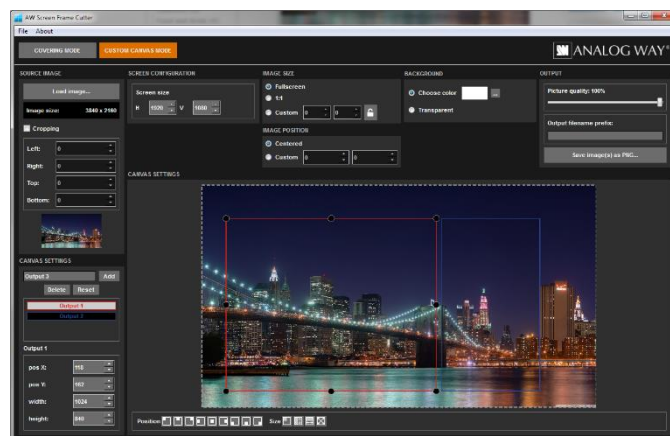 AW Screen Frame Cutter
File About
COVERING MODE
CUSTOM CANVAS MODE
ANALOG WAY®
SOURCE IMAGE
Load image...
Image size: 3840 x 2160
Cropping
Left: 0
Right: 0
Top: 0
Bottom: 0
SCREEN CONFIGURATION
Screen size
H 1920 V 1080
IMAGE SIZE
Fullscreen
1:1
Custom 0 0
IMAGE POSITION
Centered
Custom 0 0
BACKGROUND
Choose color ...
Transparent
OUTPUT
Picture quality: 100%
Output filename prefix:
Save image(s) as PNG...
CANVAS SETTINGS
CANVAS SETTINGS
Output 3 Add
Delete Reset
Output 1
Output 2
Output 1
pos X:
pos Y: 167
width: 1024
height:
Position
Size